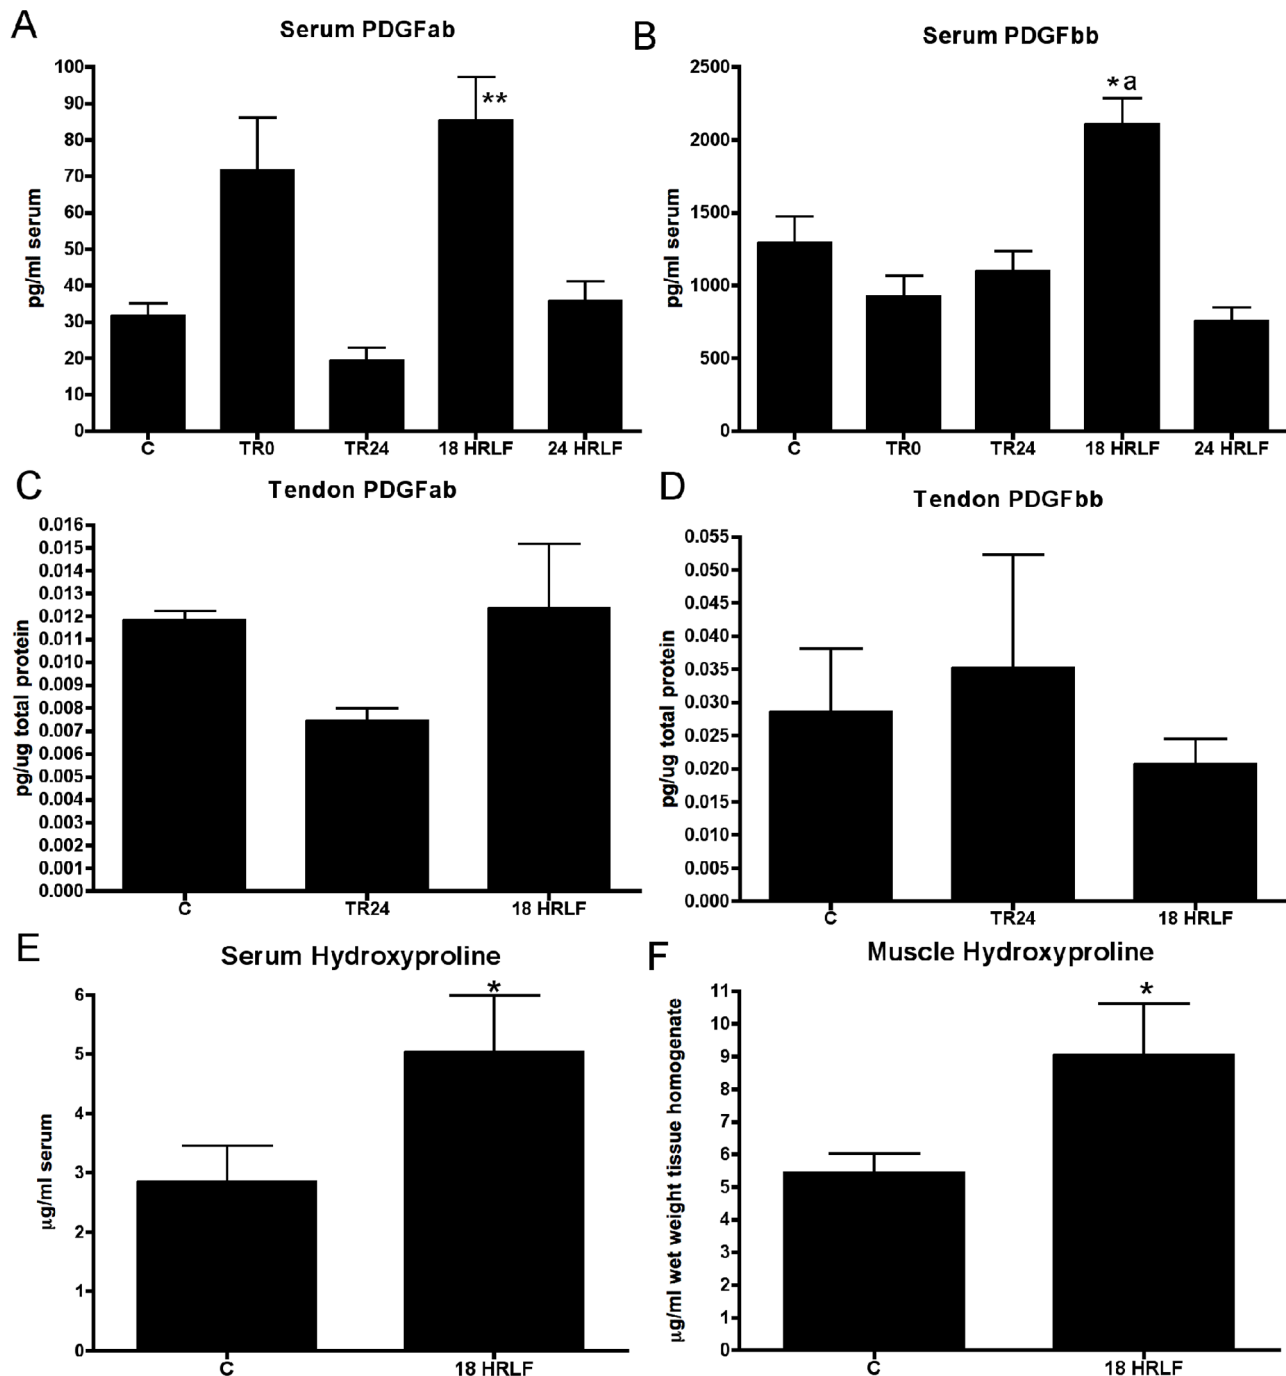 A
Serum PDGFab
pg/ml serum
100
90
80
70
60
50
40
30
20
10
0
**
C TR0 TR24 18 HRLF 24 HRLF
B
Serum PDGFbb
pg/ml serum
2500
2000
1500
1000
500
0
*a
C TR0 TR24 18 HRLF 24 HRLF
C
Tendon PDGFab
pg/ug total protein
0.016
0.015
0.014
0.013
0.012
0.011
0.010
0.009
0.008
0.007
0.006
0.005
0.004
0.003
0.002
0.001
0.000
C TR24 18 HRLF
D
Tendon PDGFbb
pg/ug total protein
0.055
0.050
0.045
0.040
0.035
0.030
0.025
0.020
0.015
0.010
0.005
0.000
C TR24 18 HRLF
E
Serum Hydroxyproline
µg/ml serum
6
5
4
3
2
1
0
*
C 18 HRLF
F
Muscle Hydroxyproline
µg/ml wet weight tissue homogenate
11
10
9
8
7
6
5
4
3
2
1
0
*
C 18 HRLF